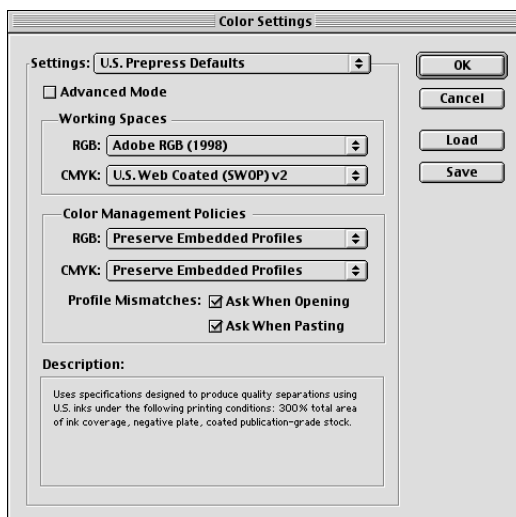 Color Settings
Settings: U.S. Prepress Defaults
Advanced Mode
Working Spaces
RGB: Adobe RGB (1998)
CMYK: U.S. Web Coated (SWOP) v2
Color Management Policies
RGB: Preserve Embedded Profiles
CMYK: Preserve Embedded Profiles
Profile Mismatches: Ask When Opening
Ask When Pasting
Description:
Uses specifications designed to produce quality separations using
U.S. inks under the following printing conditions: 300% total area
of ink coverage, negative plate, coated publication-grade stock.
OK
Cancel
Load
Save